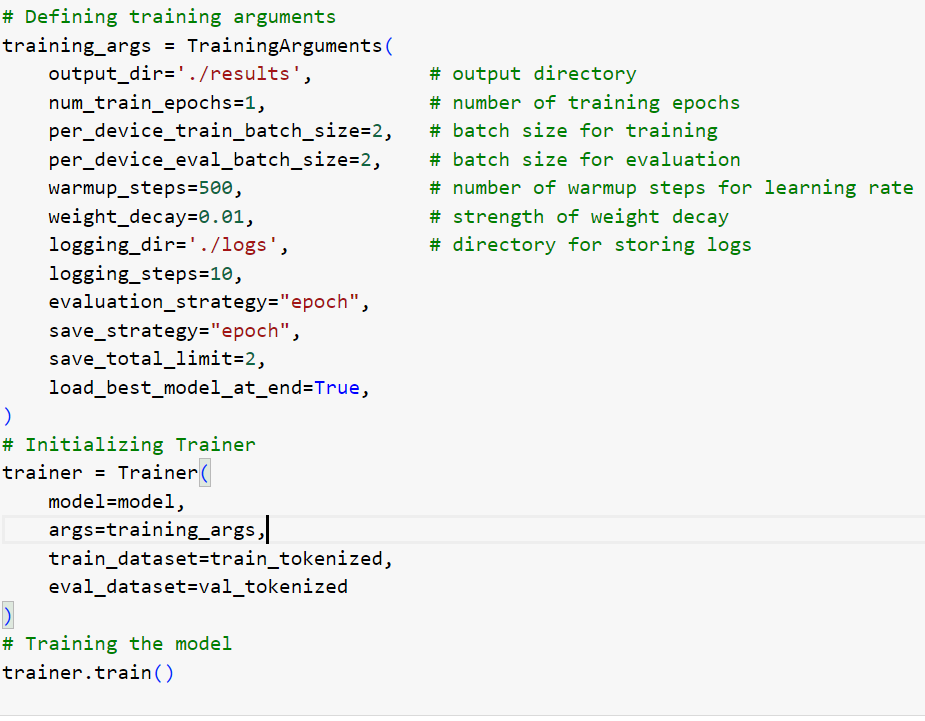 # Defining training arguments
training_args = TrainingArguments(
    output_dir='./results',          # output directory
    num_train_epochs=1,              # number of training epochs
    per_device_train_batch_size=2,   # batch size for training
    per_device_eval_batch_size=2,    # batch size for evaluation
    warmup_steps=500,                # number of warmup steps for learning rate
    weight_decay=0.01,               # strength of weight decay
    logging_dir='./logs',            # directory for storing logs
    logging_steps=10,
    evaluation_strategy="epoch",
    save_strategy="epoch",
    save_total_limit=2,
    load_best_model_at_end=True,
)
# Initializing Trainer
trainer = Trainer(
    model=model,
    args=training_args,
    train_dataset=train_tokenized,
    eval_dataset=val_tokenized
)
# Training the model
trainer.train()